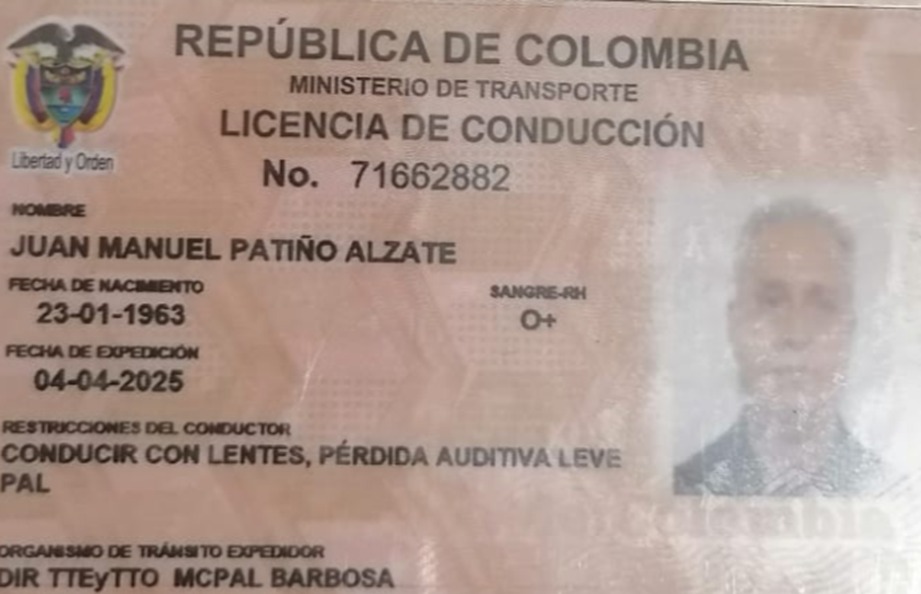 REPÚBLICA DE COLOMBIA
MINISTERIO DE TRANSPORTE
LICENCIA DE CONDUCCIÓN
No. 71662882
Libertad y Orden
NOMBRE
JUAN MANUEL PATIÑO ALZATE
FECHA DE NACIMIENTO
23-01-1963
SANGRE-RH
O+
FECHA DE EXPEDICIÓN
04-04-2025
RESTRICCIONES DEL CONDUCTOR
CONDUCIR CON LENTES, PÉRDIDA AUDITIVA LEVE
PAL
Colombia
ORGANISMO DE TRÁNSITO EXPEDIDOR
DIR TTEyTTO MCPAL BARBOSA